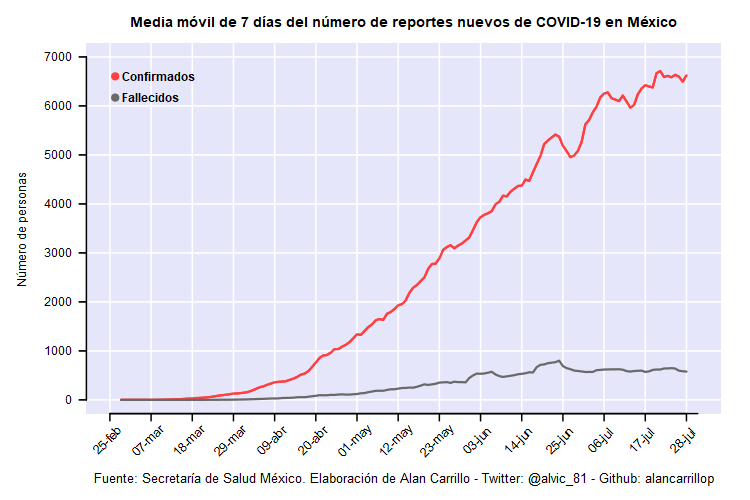 Media móvil de 7 días del número de reportes nuevos de COVID-19 en México
Número de personas
7000
6000
5000
4000
3000
2000
1000
0
Confirmados
Fallecidos
25-feb
07-mar
18-mar
29-mar
09-abr
20-abr
01-may
12-may
23-may
03-jun
14-jun
25-jun
06-jul
17-jul
28-jul
Fuente: Secretaría de Salud México. Elaboración de Alan Carrillo - Twitter: @alvic_81 - Github: alancarrillop